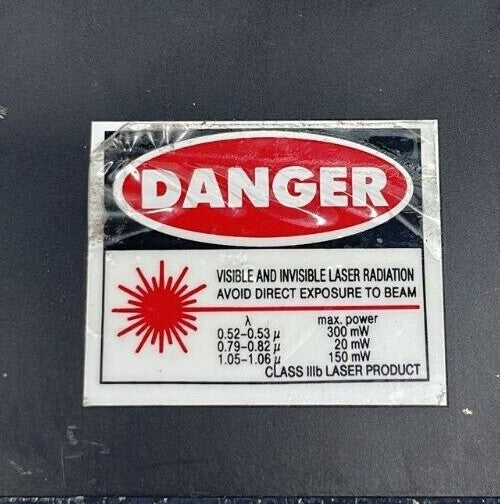 DANGER
VISIBLE AND INVISIBLE LASER RADIATION
AVOID DIRECT EXPOSURE TO BEAM
λ max. power
0.52-0.53 μ 300 mW
0.79-0.82 μ 20 mW
1.05-1.06 μ 150 mW
CLASS IIIb LASER PRODUCT